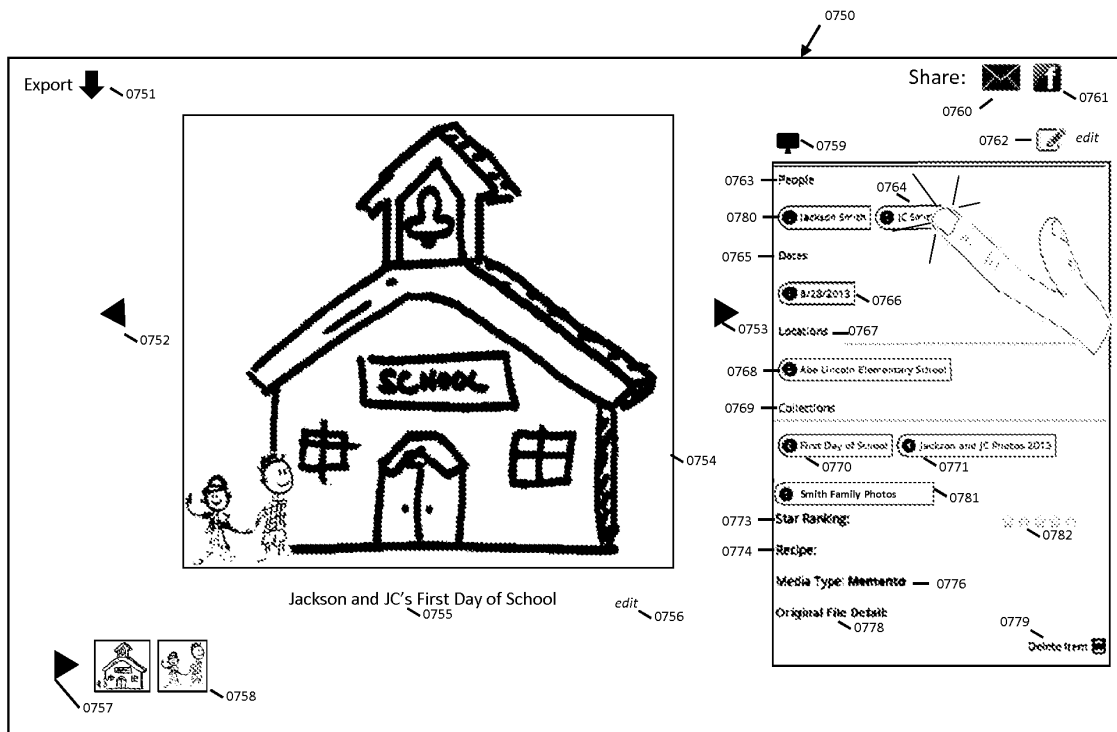 0750
Export 0751
Share: f
0760 0761
0759 0762 edit
0763 People
0764
0780 Jackson Smith JC Smi
0765 Dates
8/28/2013 0766
0752 0753 Locations 0767
0768 Abe Lincoln Elementary School
0769 Collections
SCHOOL
First Day of School Jackson and JC Photos 2013
0754 0770 0771
Smith Family Photos 0781
0773 Star Ranking: 0782
0774 Recipe:
Media Type: Memento 0776
Jackson and JC's First Day of School edit
0755 0756
Original File Detail:
0778 0779
Delete Item
0757 0758